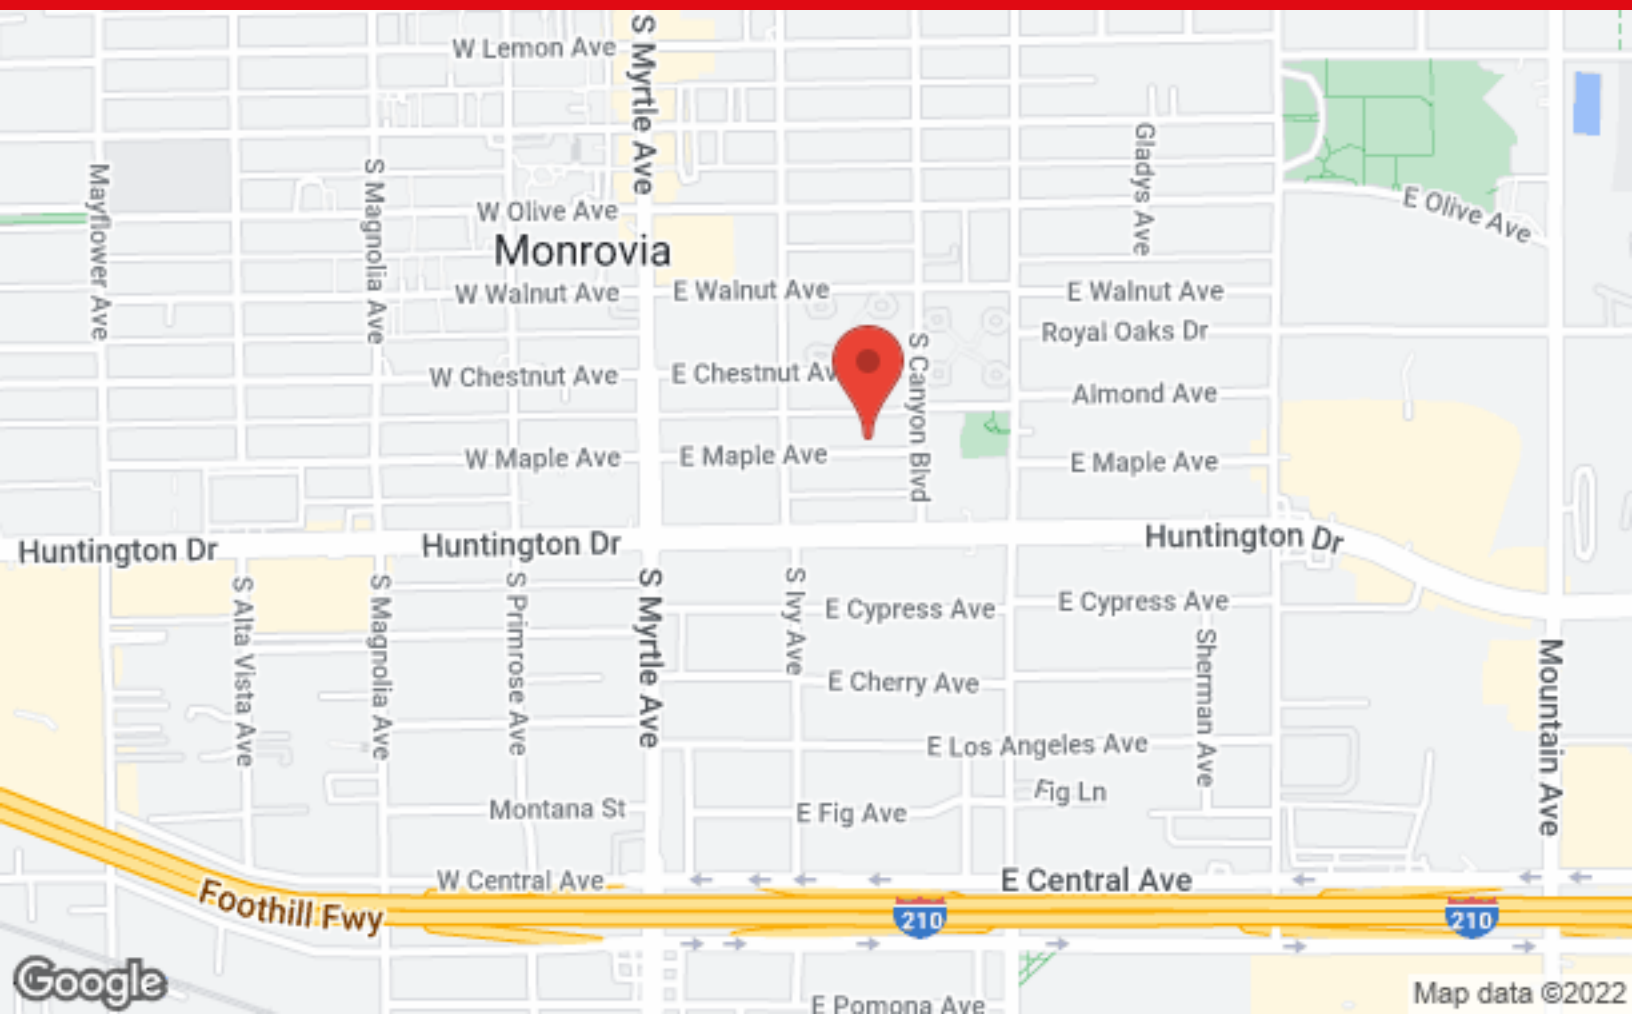 W Lemon Ave
S Myrtle Ave
Gladys Ave
Mayflower Ave
S Magnolia Ave
W Olive Ave
E Olive Ave
Monrovia
W Walnut Ave
E Walnut Ave
E Walnut Ave
Royal Oaks Dr
S Canyon Blvd
W Chestnut Ave
E Chestnut Av
Almond Ave
W Maple Ave
E Maple Ave
E Maple Ave
Huntington Dr
Huntington Dr
Huntington Dr
S Alta Vista Ave
S Magnolia Ave
S Primrose Ave
S Myrtle Ave
S Ivy Ave
E Cypress Ave
E Cypress Ave
Sherman Ave
Mountain Ave
E Cherry Ave
E Los Angeles Ave
Fig Ln
Montana St
E Fig Ave
W Central Ave
E Central Ave
Foothill Fwy
210
210
Google
E Pomona Ave
Map data ©2022